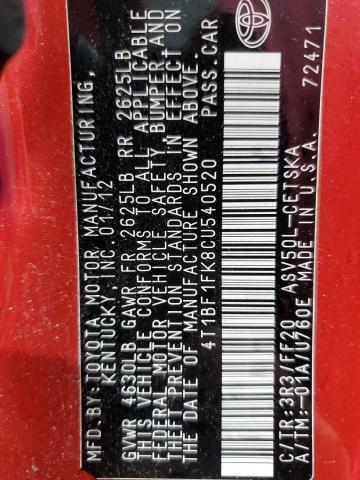 MFD.BY:TOYOTA MOTOR MANUFACTURING,
KENTUCKY, INC. 01/12
GVWR 4630LB GAWR FR 2625LB RR 2625LB
THIS VEHICLE CONFORMS TO ALL APPLICABLE
FEDERAL MOTOR VEHICLE SAFETY, BUMPER, AND
THEFT PREVENTION STANDARDS IN EFFECT ON
THE DATE OF MANUFACTURE SHOWN ABOVE.
4T1BF1FK8CU540520 PASS.CAR
C/TR:3R3/FF20 ASV50L-CETSKA
A/TM:-01A/U760E MADE IN U.S.A. 72471